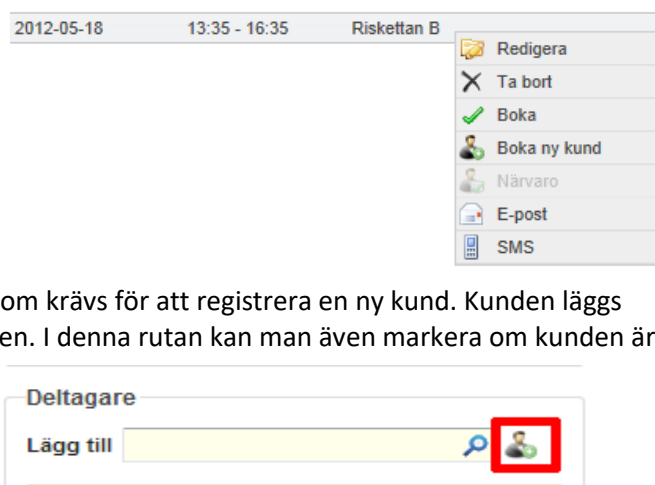 2012-05-18 13:35 - 16:35 Riskettan B
Redigera
Ta bort
Boka
Boka ny kund
Närvaro
E-post
SMS
om krävs för att registrera en ny kund. Kunden läggs
en. I denna rutan kan man även markera om kunden är
Deltagare
Lägg till